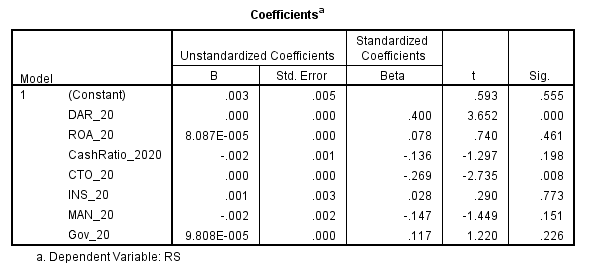 Coefficientsa
Model Unstandardized Coefficients Standardized Coefficients t Sig.
B Std. Error Beta
1 (Constant) .003 .005 .593 .555
DAR_20 .000 .000 .400 3.652 .000
ROA_20 8.087E-005 .000 .078 .740 .461
CashRatio_2020 -.002 .001 -.136 -1.297 .198
CTO_20 .000 .000 -.269 -2.735 .008
INS_20 .001 .003 .028 .290 .773
MAN_20 -.002 .002 -.147 -1.449 .151
Gov_20 9.808E-005 .000 .117 1.220 .226
a. Dependent Variable: RS